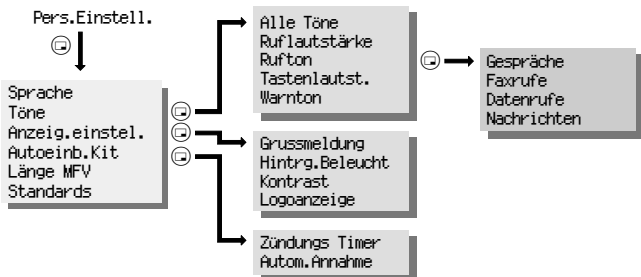 Pers.Einstell.
Sprache
Töne
Anzeig.einstel.
Autoeinb.Kit
Länge MFV
Standards
Alle Töne
Ruflautstärke
Rufton
Tastenlautst.
Warnton
Gespräche
Faxrufe
Datenrufe
Nachrichten
Grussmeldung
Hintrg.Beleucht
Kontrast
Logoanzeige
Zündungs Timer
Autom.Annahme